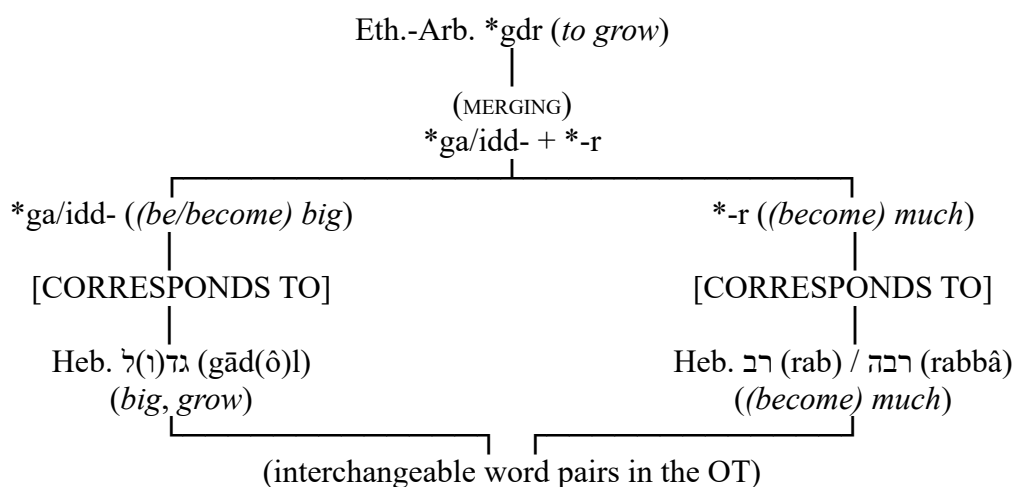 Eth.-Arb. *gdr (to grow)
(MERGING)
*ga/idd- + *-r
*ga/idd- ((be/become) big)
*-r ((become) much)
[CORRESPONDS TO]
[CORRESPONDS TO]
Heb. גד(ו)ל (gād(ô)l)
(big, grow)
Heb. רב (rab) / רבה (rabbâ)
((become) much)
(interchangeable word pairs in the OT)